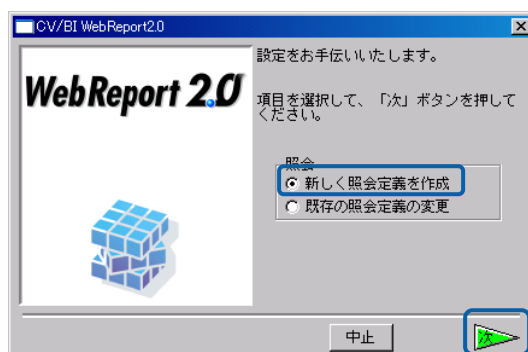 CV/BI WebReport2.0
設定をお手伝いいたします。
WebReport 2.0
項目を選択して、「次」ボタンを押して
ください。
照会
新しく照会定義を作成
既存の照会定義の変更
中止
次